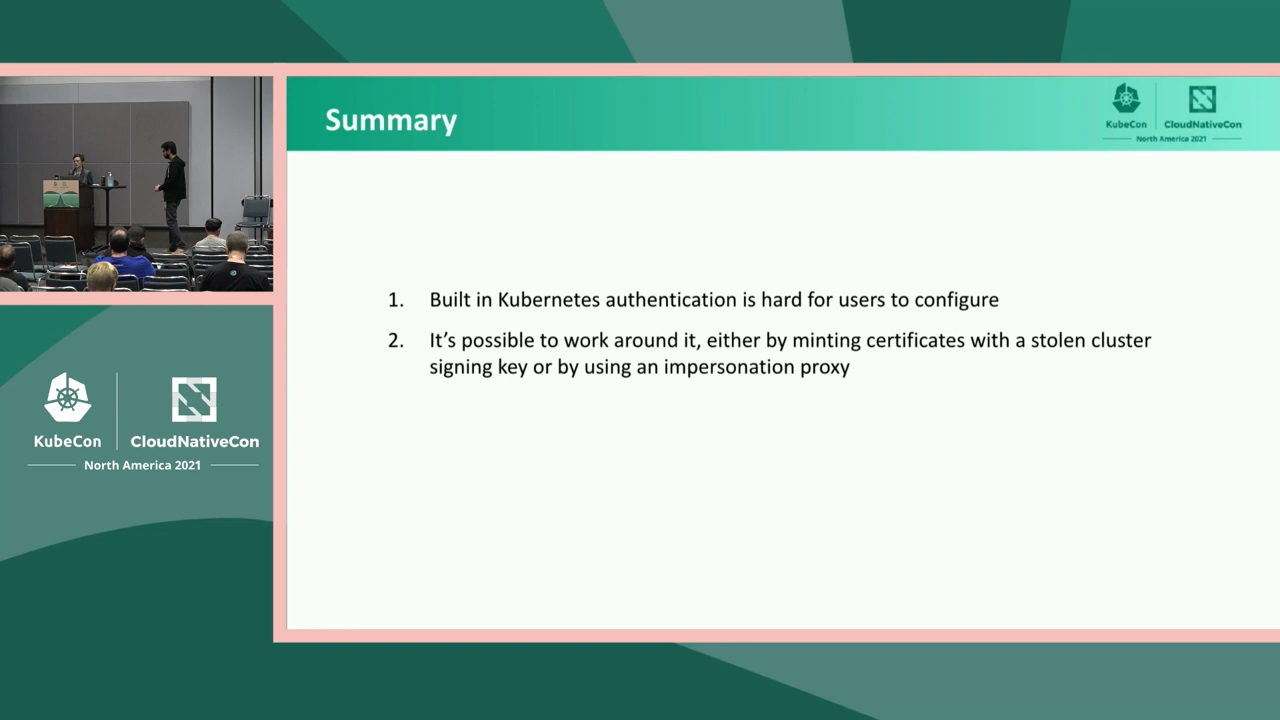 Summary
KubeCon
CloudNativeCon
North America 2021
1. Built in Kubernetes authentication is hard for users to configure
2. It’s possible to work around it, either by minting certificates with a stolen cluster
signing key or by using an impersonation proxy
KubeCon
CloudNativeCon
North America 2021